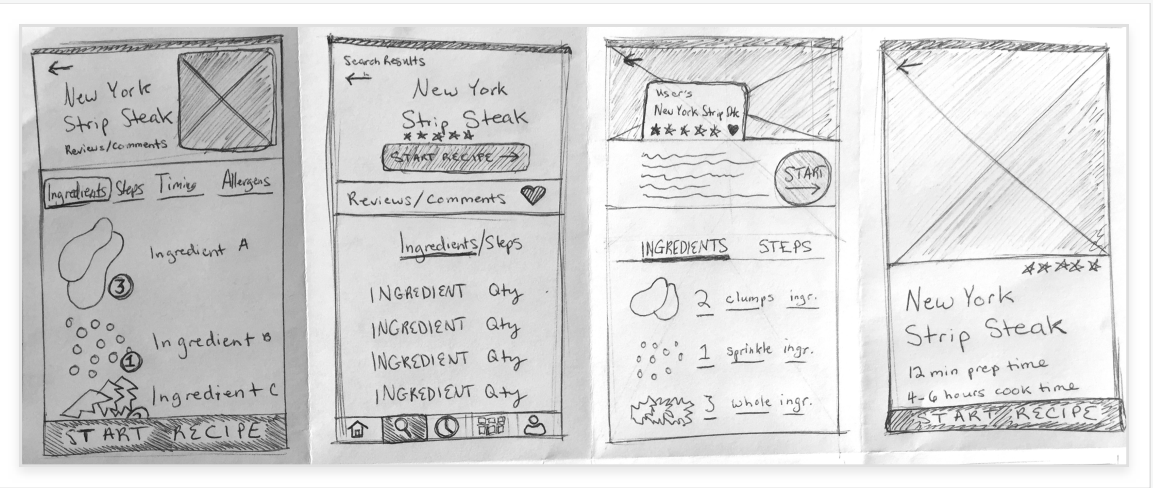 New York
Strip Steak
Reviews/Comments
Ingredients Steps Timing Allergens
Ingredient A
3
Ingredient B
1
Ingredient C
START RECIPE
Search Results
New York
Strip Steak
START RECIPE →
Reviews/Comments
Ingredients/Steps
INGREDIENT Qty
INGREDIENT Qty
INGREDIENT Qty
INGREDIENT Qty
User's
New York Strip Stk
START
INGREDIENTS STEPS
2 clumps ingr.
1 sprinkle ingr.
3 whole ingr.
New York
Strip Steak
12 min prep time
4-6 hours cook time
START RECIPE